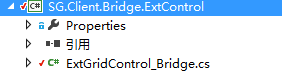 C# SG.Client.Bridge.ExtControl
Properties
引用
C# ExtGridControl_Bridge.cs